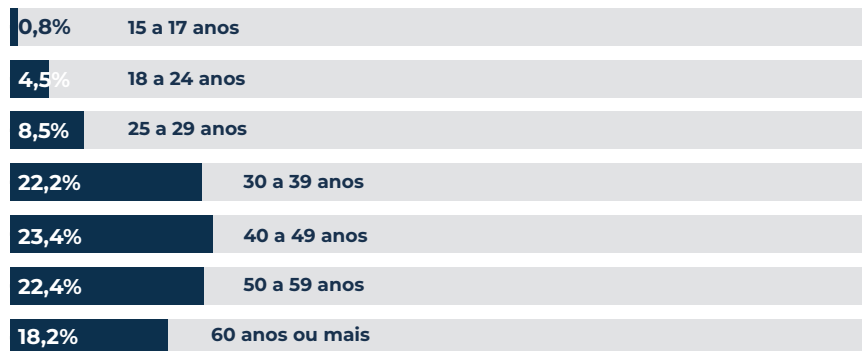 0,8% 15 a 17 anos
4,5% 18 a 24 anos
8,5% 25 a 29 anos
22,2% 30 a 39 anos
23,4% 40 a 49 anos
22,4% 50 a 59 anos
18,2% 60 anos ou mais